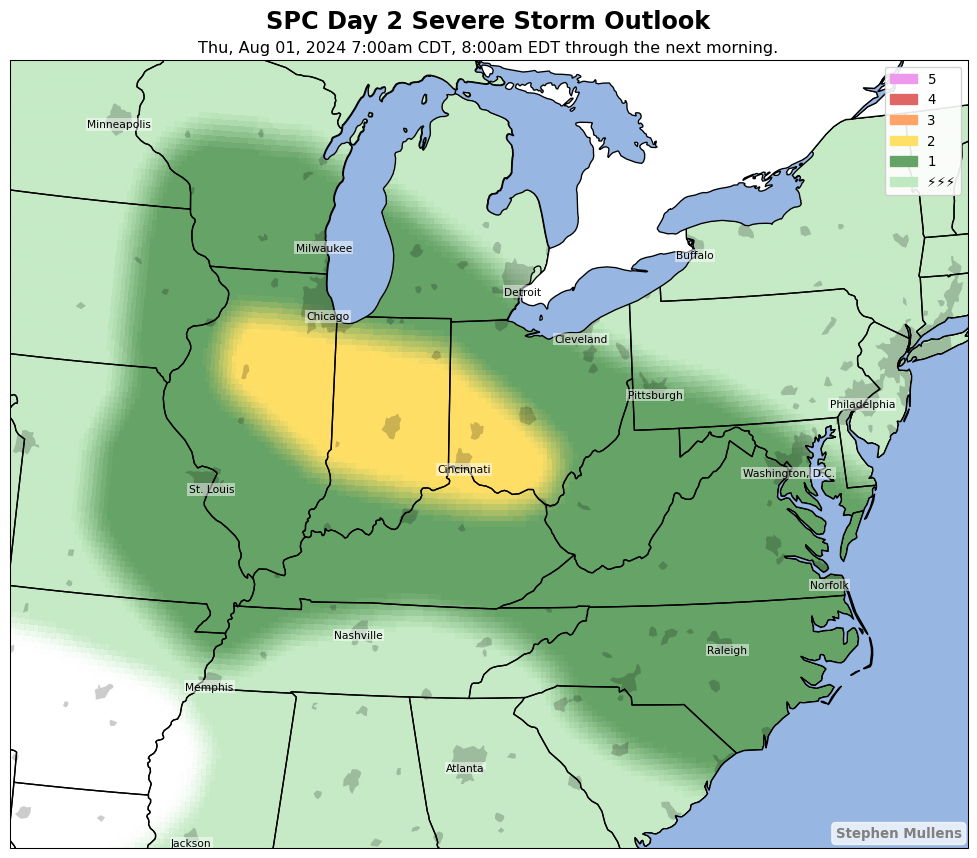 SPC Day 2 Severe Storm Outlook
Thu, Aug 01, 2024 7:00am CDT, 8:00am EDT through the next morning.
5
4
3
2
1
⚡⚡⚡
Minneapolis
Milwaukee
Buffalo
Detroit
Chicago
Cleveland
Pittsburgh
Philadelphia
Cincinnati
Washington, D.C.
St. Louis
Norfolk
Nashville
Raleigh
Memphis
Atlanta
Jackson
Stephen Mullens